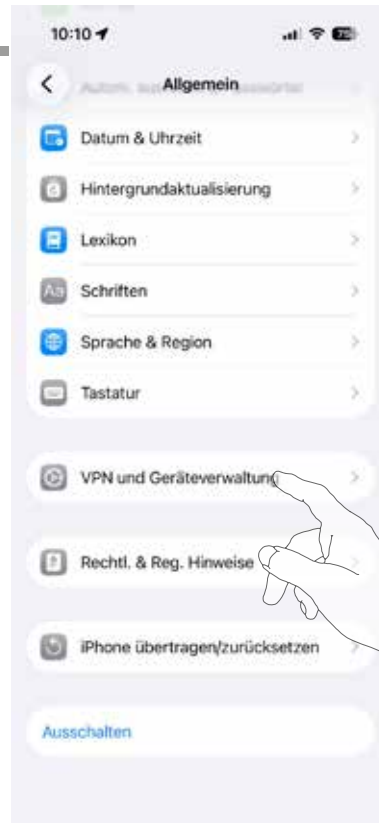 10:10
Allgemein
Datum & Uhrzeit
Hintergrundaktualisierung
Lexikon
Aa
Schriften
Sprache & Region
Tastatur
VPN und Geräteverwaltung
Rechtl. & Reg. Hinweise
iPhone übertragen/zurücksetzen
Ausschalten